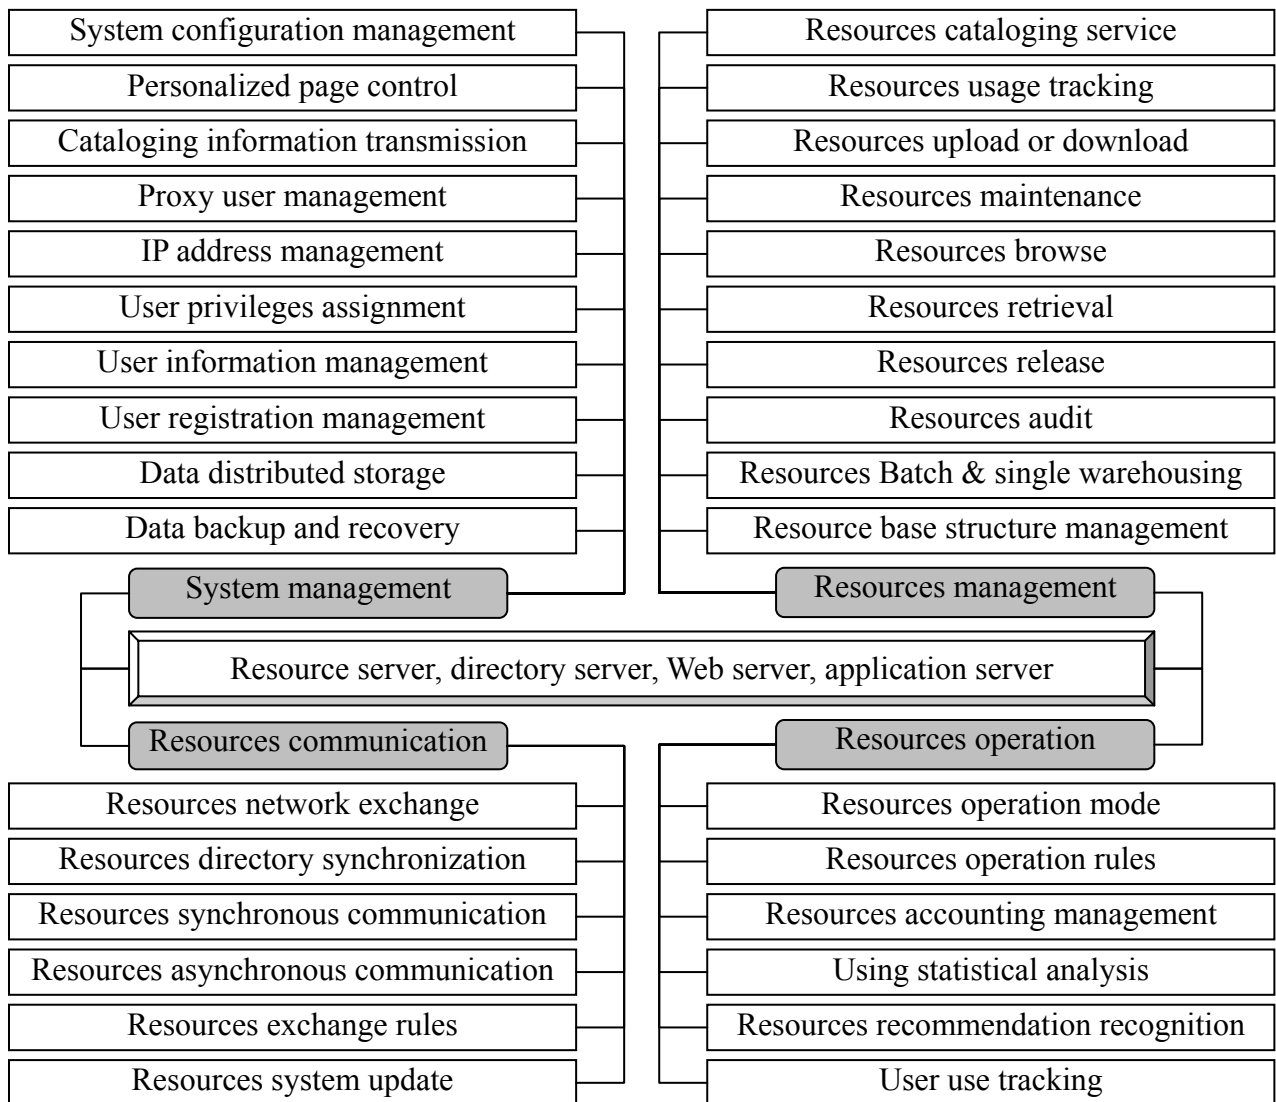 System configuration management
Personalized page control
Cataloging information transmission
Proxy user management
IP address management
User privileges assignment
User information management
User registration management
Data distributed storage
Data backup and recovery
System management
Resources cataloging service
Resources usage tracking
Resources upload or download
Resources maintenance
Resources browse
Resources retrieval
Resources release
Resources audit
Resources Batch & single warehousing
Resource base structure management
Resources management
Resource server, directory server, Web server, application server
Resources communication
Resources network exchange
Resources directory synchronization
Resources synchronous communication
Resources asynchronous communication
Resources exchange rules
Resources system update
Resources operation
Resources operation mode
Resources operation rules
Resources accounting management
Using statistical analysis
Resources recommendation recognition
User use tracking